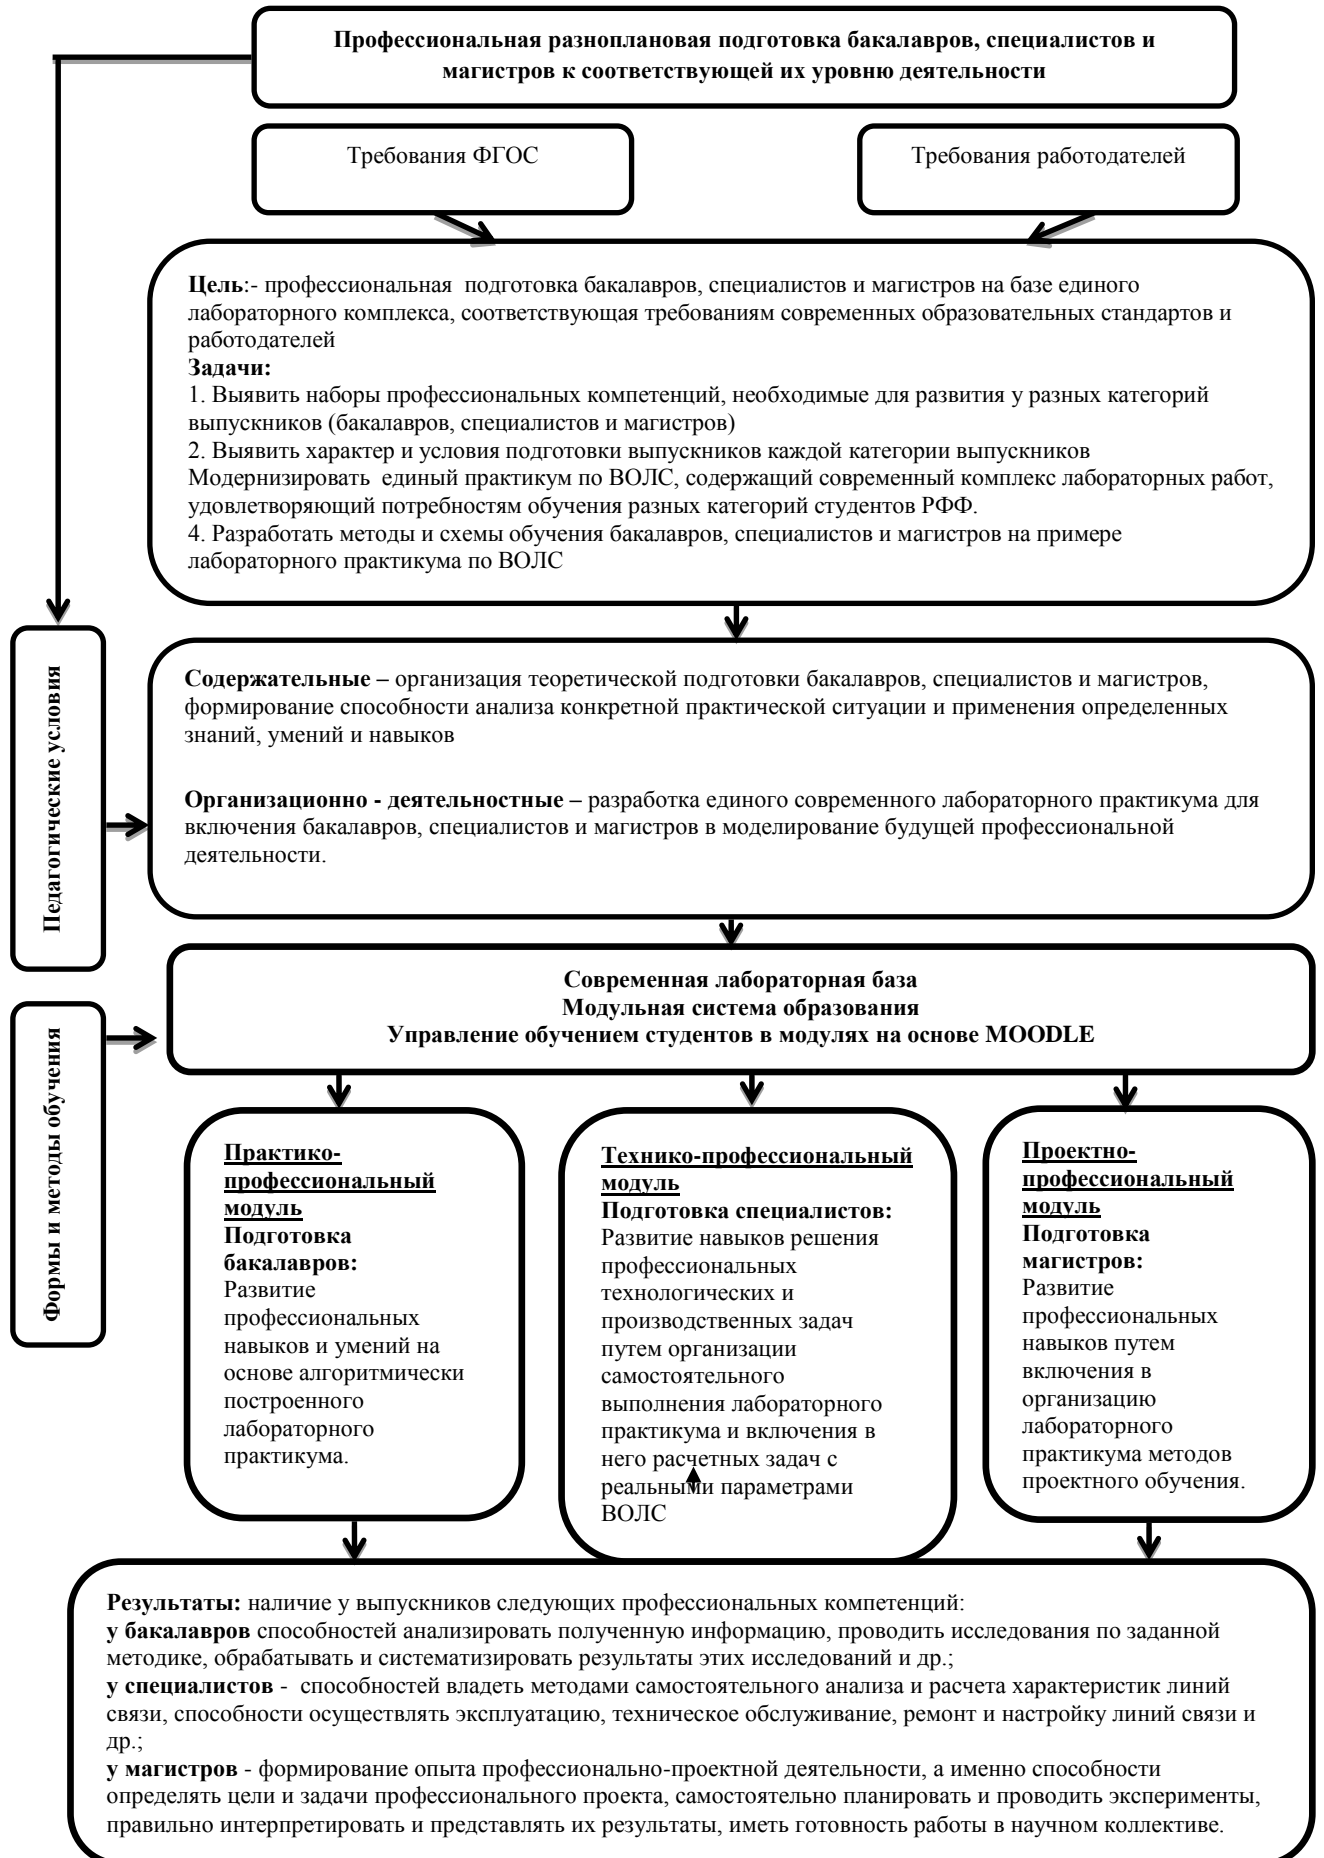 Профессиональная разноплановая подготовка бакалавров, специалистов и
магистров к соответствующей их уровню деятельности
Требования ФГОС
Требования работодателей
Цель:- профессиональная подготовка бакалавров, специалистов и магистров на базе единого
лабораторного комплекса, соответствующая требованиям современных образовательных стандартов и
работодателей
Задачи:
1. Выявить наборы профессиональных компетенций, необходимые для развития у разных категорий
выпускников (бакалавров, специалистов и магистров)
2. Выявить характер и условия подготовки выпускников каждой категории выпускников
Модернизировать единый практикум по ВОЛС, содержащий современный комплекс лабораторных работ,
удовлетворяющий потребностям обучения разных категорий студентов РФФ.
4. Разработать методы и схемы обучения бакалавров, специалистов и магистров на примере
лабораторного практикума по ВОЛС
Педагогические условия
Содержательные – организация теоретической подготовки бакалавров, специалистов и магистров,
формирование способности анализа конкретной практической ситуации и применения определенных
знаний, умений и навыков
Организационно - деятельностные – разработка единого современного лабораторного практикума для
включения бакалавров, специалистов и магистров в моделирование будущей профессиональной
деятельности.
Формы и методы обучения
Современная лабораторная база
Модульная система образования
Управление обучением студентов в модулях на основе MOODLE
Практико-
профессиональный
модуль
Подготовка
бакалавров:
Развитие
профессиональных
навыков и умений на
основе алгоритмически
построенного
лабораторного
практикума.
Технико-профессиональный
модуль
Подготовка специалистов:
Развитие навыков решения
профессиональных
технологических и
производственных задач
путем организации
самостоятельного
выполнения лабораторного
практикума и включения в
него расчетных задач с
реальными параметрами
ВОЛС
Проектно-
профессиональный
модуль
Подготовка
магистров:
Развитие
профессиональных
навыков путем
включения в
организацию
лабораторного
практикума методов
проектного обучения.
Результаты: наличие у выпускников следующих профессиональных компетенций:
у бакалавров способностей анализировать полученную информацию, проводить исследования по заданной
методике, обрабатывать и систематизировать результаты этих исследований и др.;
у специалистов - способностей владеть методами самостоятельного анализа и расчета характеристик линий
связи, способности осуществлять эксплуатацию, техническое обслуживание, ремонт и настройку линий связи и
др.;
у магистров - формирование опыта профессионально-проектной деятельности, а именно способности
определять цели и задачи профессионального проекта, самостоятельно планировать и проводить эксперименты,
правильно интерпретировать и представлять их результаты, иметь готовность работы в научном коллективе.